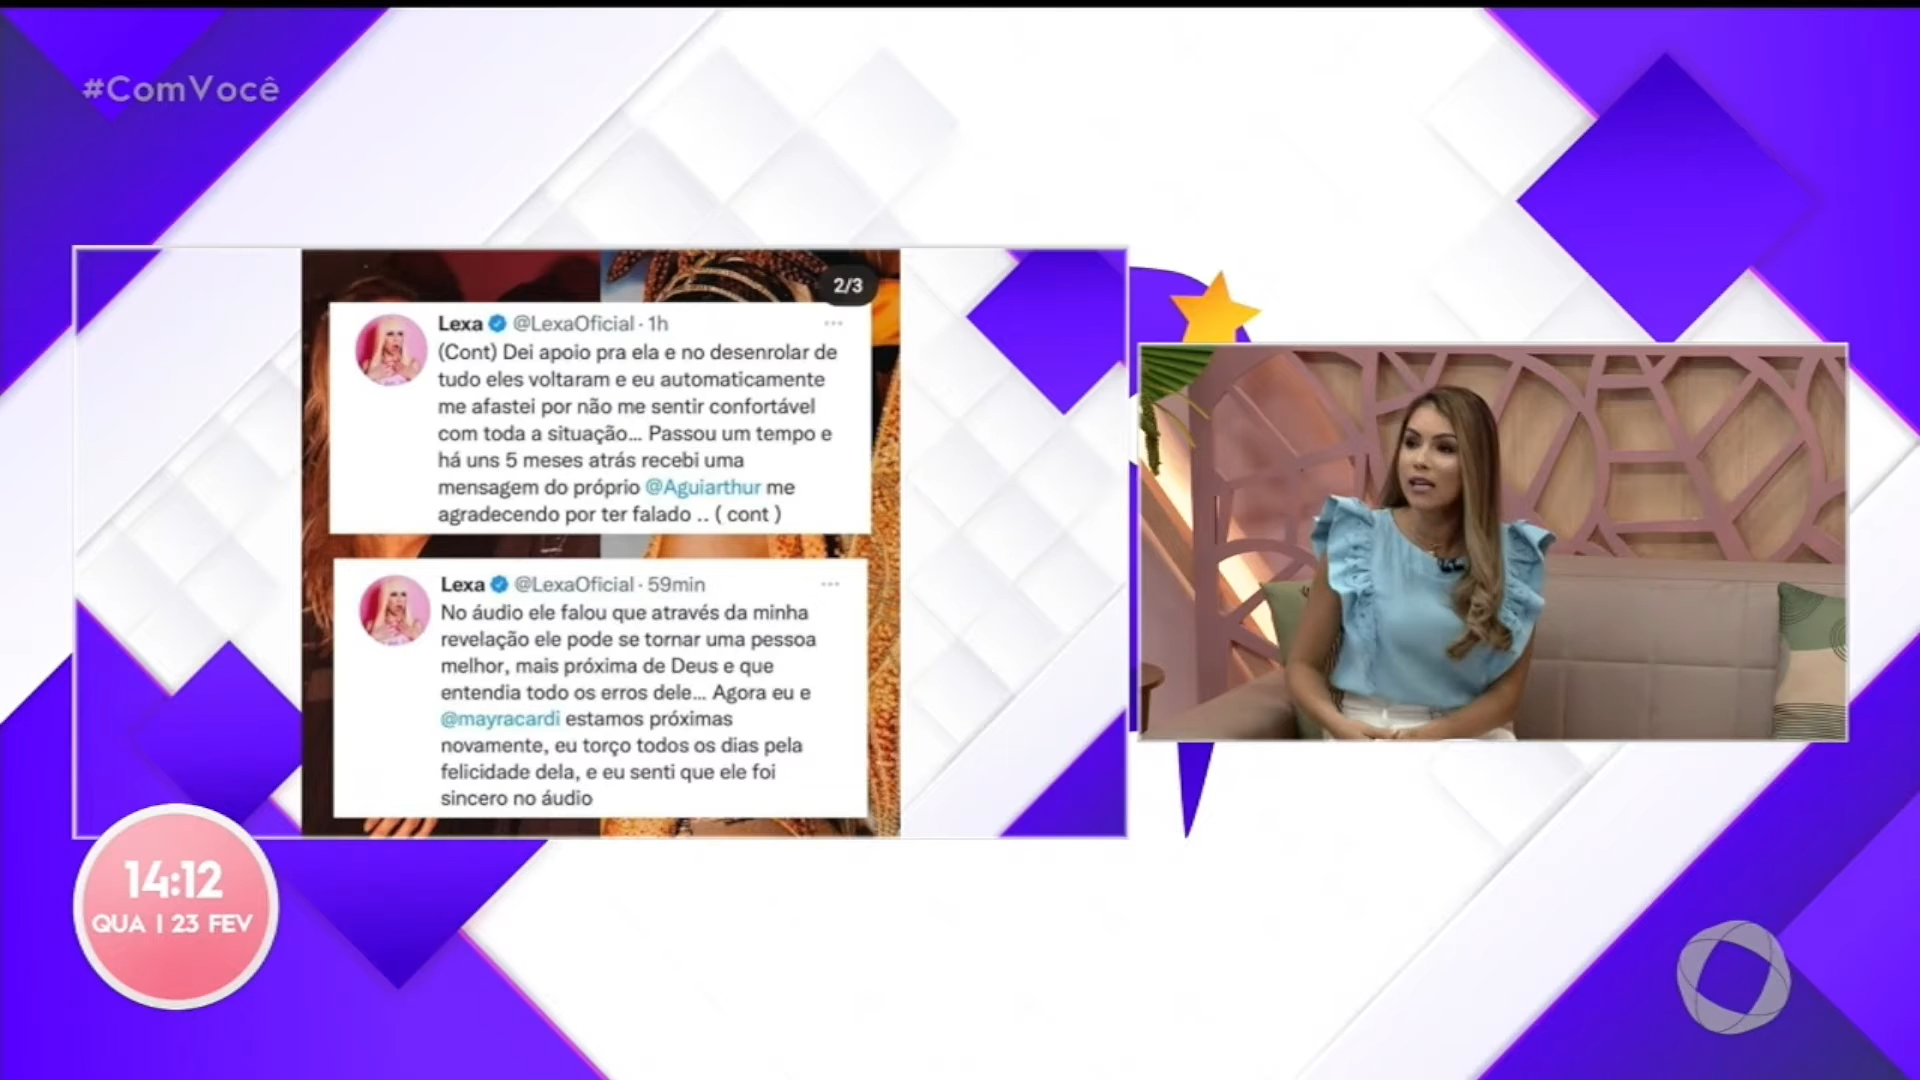 #ComVocê
2/3
Lexa @LexaOficial · 1h
(Cont) Dei apoio pra ela e no desenrolar de
tudo eles voltaram e eu automaticamente
me afastei por não me sentir confortável
com toda a situação... Passou um tempo e
há uns 5 meses atrás recebi uma
mensagem do próprio @Aguiarthur me
agradecendo por ter falado .. ( cont )
Lexa @LexaOficial · 59min
No áudio ele falou que através da minha
revelação ele pode se tornar uma pessoa
melhor, mais próxima de Deus e que
entendia todo os erros dele... Agora eu e
@mayracardi estamos próximas
novamente, eu torço todos os dias pela
felicidade dela, e eu senti que ele foi
sincero no áudio
14:12
QUA | 23 FEV